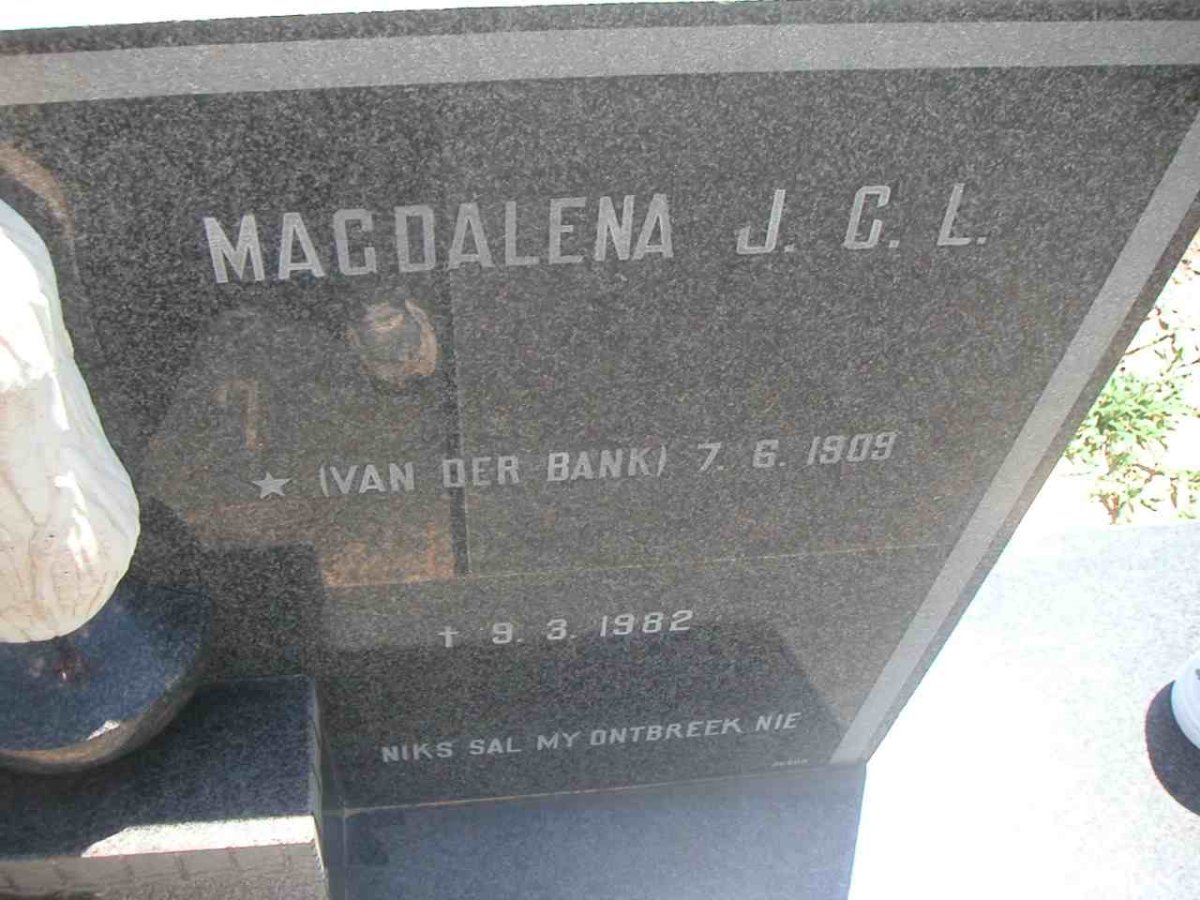 MAGDALENA J. C. L.
★ (VAN DER BANK) 7. 6. 1909
† 9. 3. 1982
NIKS SAL MY ONTBREEK NIE